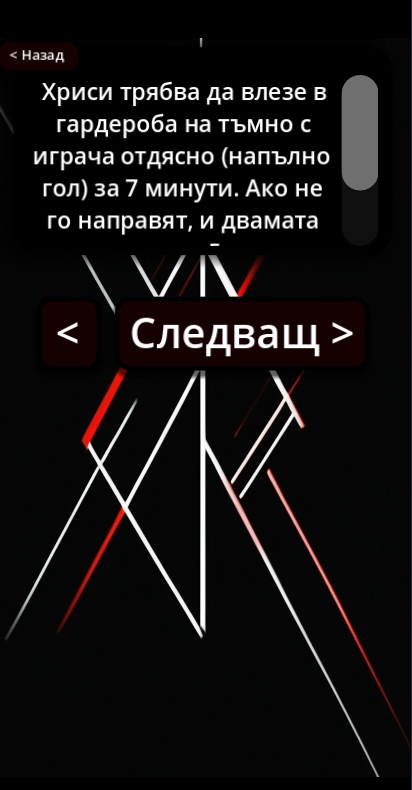 < Назад
Хриси трябва да влезе в
гардероба на тъмно с
играча отдясно (напълно
гол) за 7 минути. Ако не
го направят, и двамата
<
Следващ >